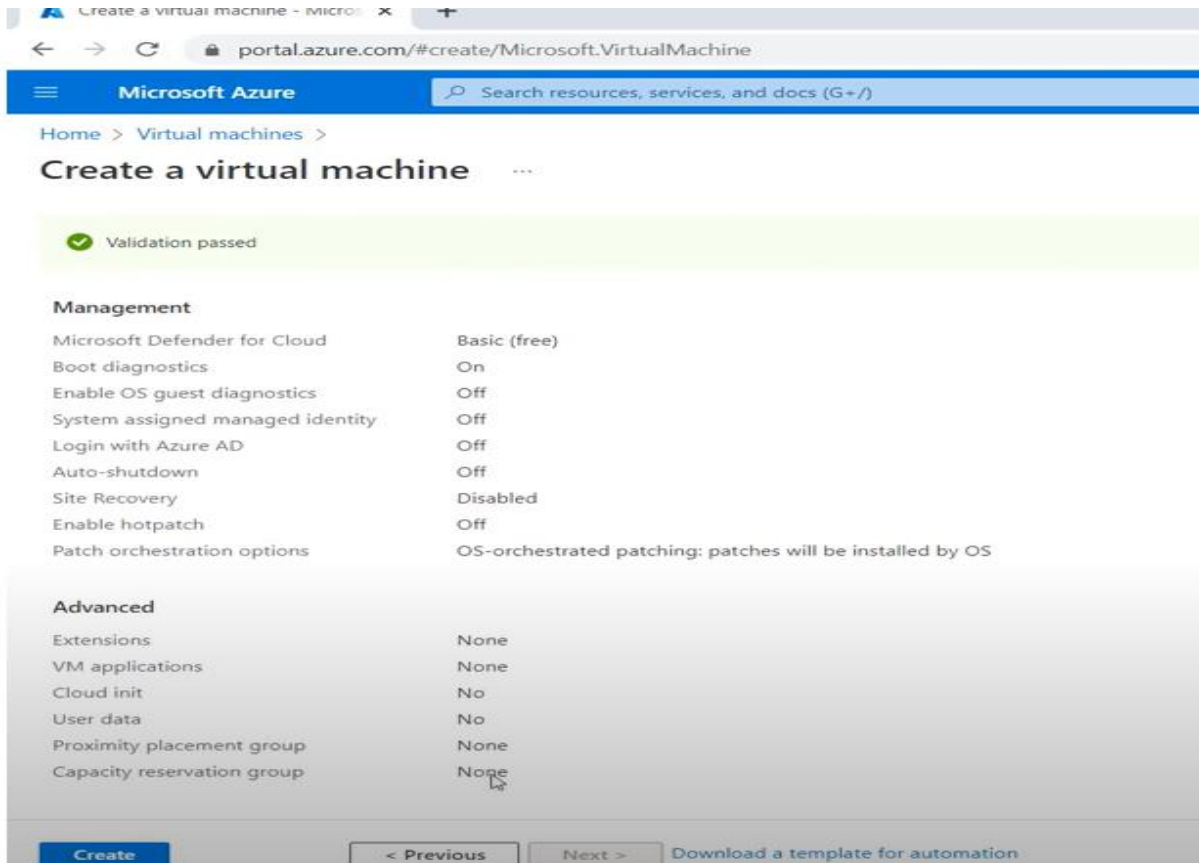 Create a virtual machine - Micro
portal.azure.com/#create/Microsoft.VirtualMachine
Microsoft Azure Search resources, services, and docs (G+/)
Home > Virtual machines >
Create a virtual machine ...
Validation passed
Management
Microsoft Defender for Cloud Basic (free)
Boot diagnostics On
Enable OS guest diagnostics Off
System assigned managed identity Off
Login with Azure AD Off
Auto-shutdown Off
Site Recovery Disabled
Enable hotpatch Off
Patch orchestration options OS-orchestrated patching: patches will be installed by OS
Advanced
Extensions None
VM applications None
Cloud init No
User data No
Proximity placement group None
Capacity reservation group None
Create < Previous Next > Download a template for automation